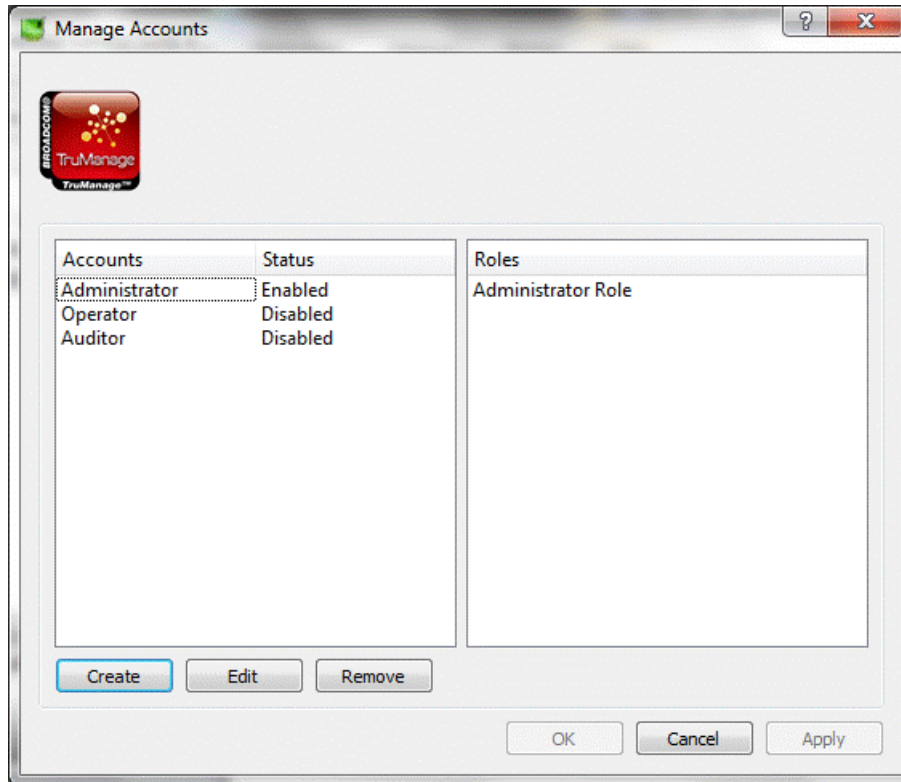 Manage Accounts
?
BROADCOM®
TruManage
TruManage™
Accounts Status Roles
Administrator Enabled Administrator Role
Operator Disabled
Auditor Disabled
Create Edit Remove
OK Cancel Apply